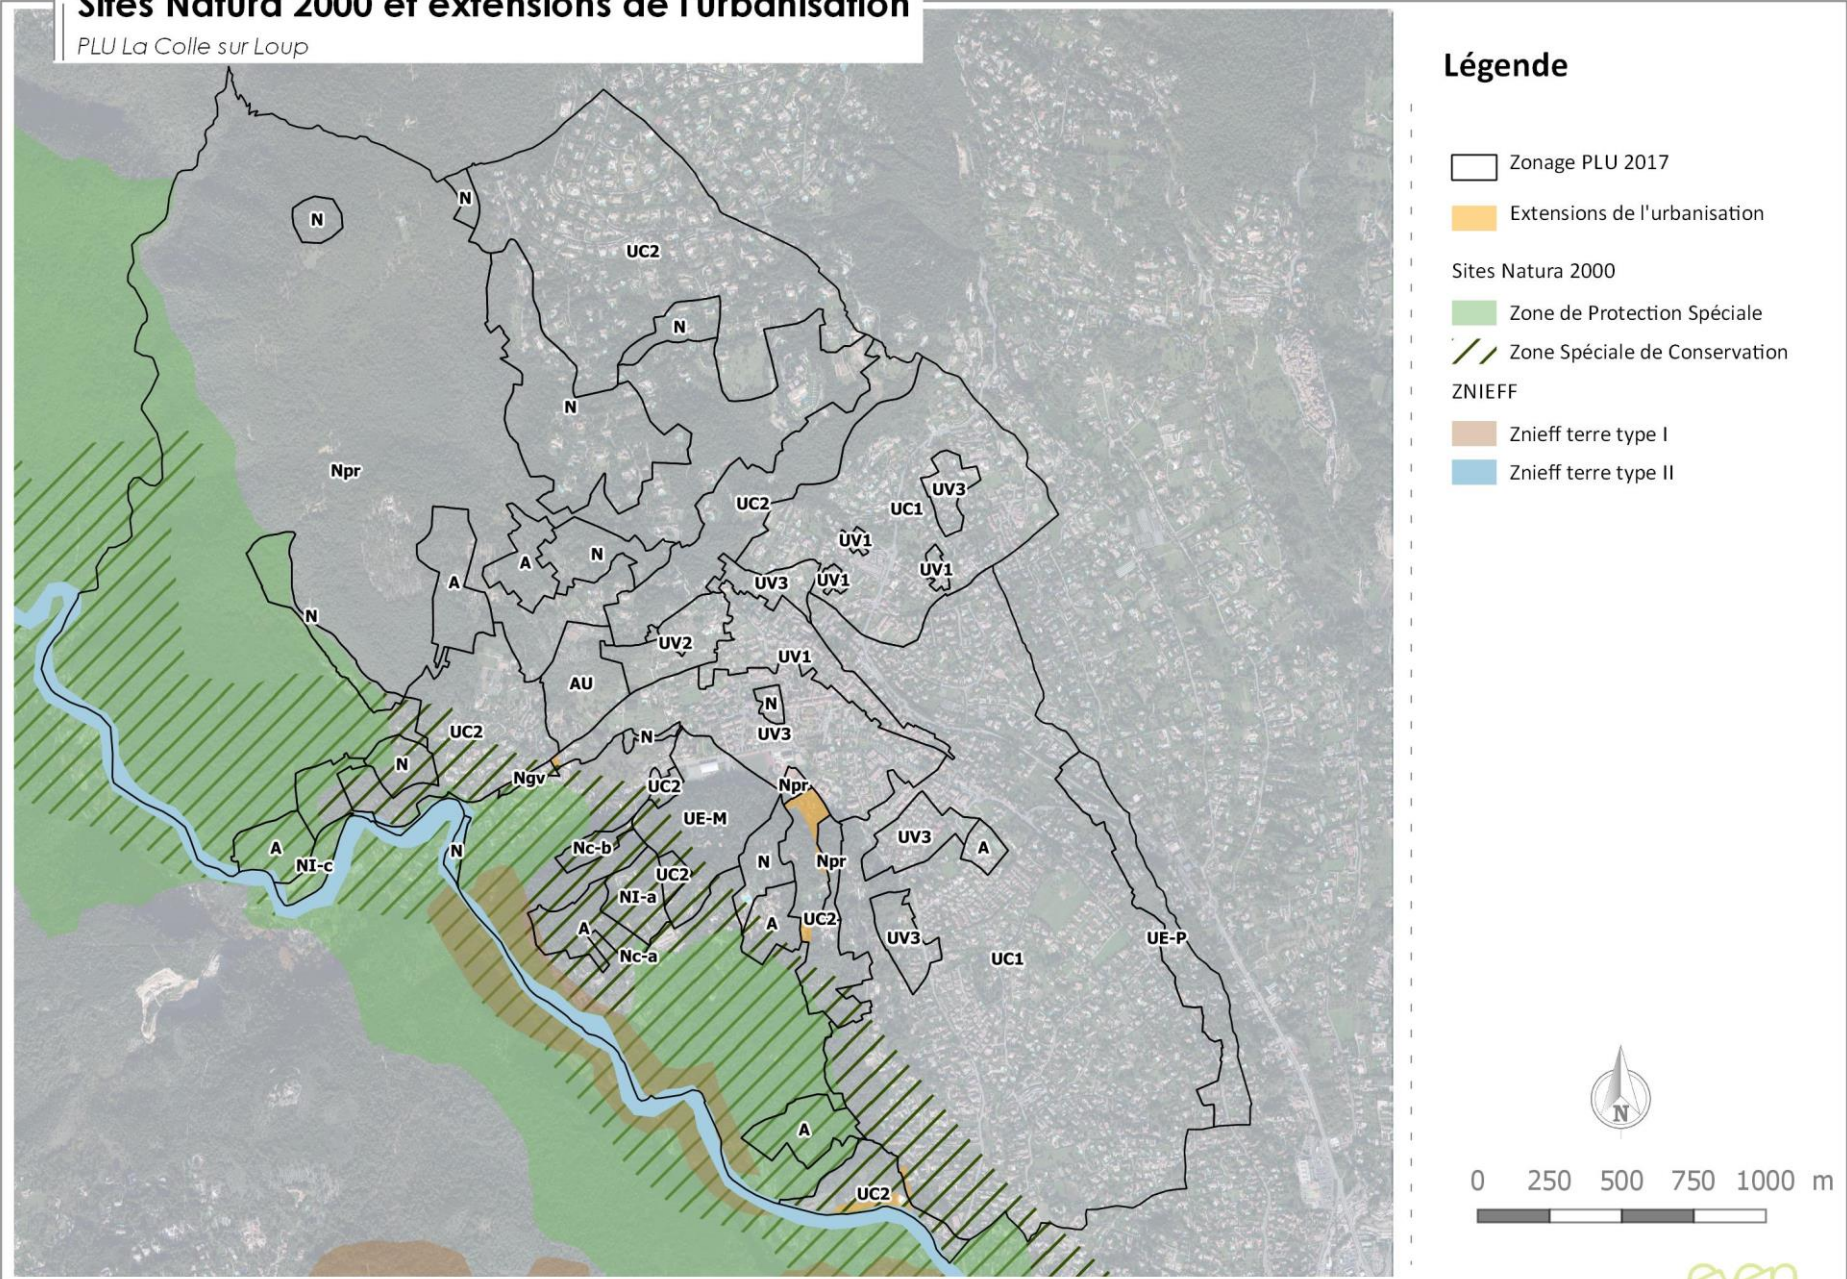 Sites Natura 2000 et extensions de l'urbanisation
PLU La Colle sur Loup
Légende
Zonage PLU 2017
Extensions de l'urbanisation
Sites Natura 2000
Zone de Protection Spéciale
Zone Spéciale de Conservation
ZNIEFF
Znieff terre type I
Znieff terre type II
N
N
UC2
N
N
Npr
UV3
UC2
UC1
UV1
A
N
A
UV3
UV1
UV1
N
UV2
UV1
AU
N
UC2
UV3
N
N
Ngv
UC2
Npr
UE-M
UV3
A
NI-c
N
Nc-b
UC2
N
Npr
A
NI-a
A
UC2
A
Nc-a
UV3
UE-P
UC1
A
UC2
N
0 250 500 750 1000 m